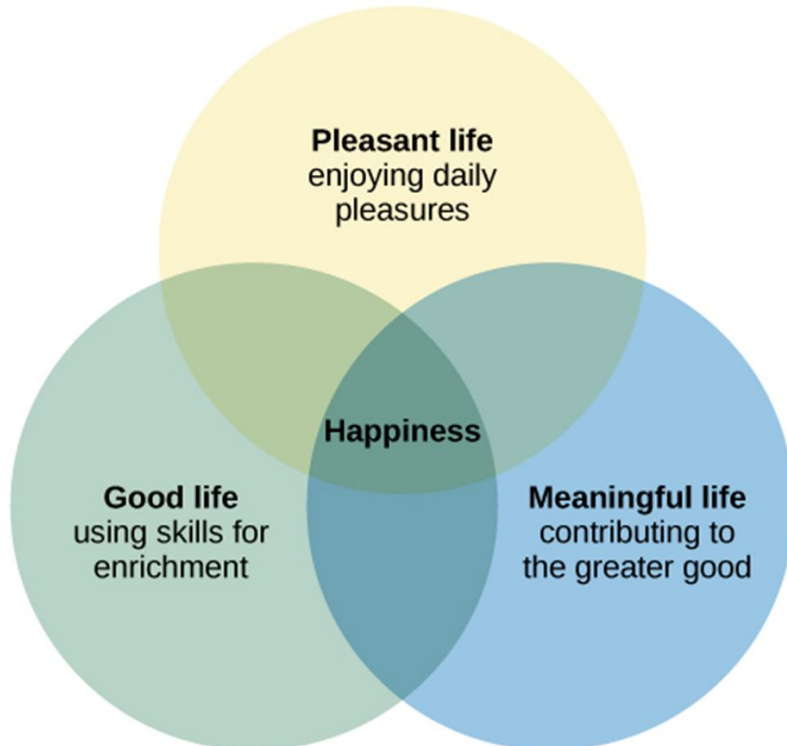 Pleasant life
enjoying daily
pleasures
Happiness
Good life
using skills for
enrichment
Meaningful life
contributing to
the greater good